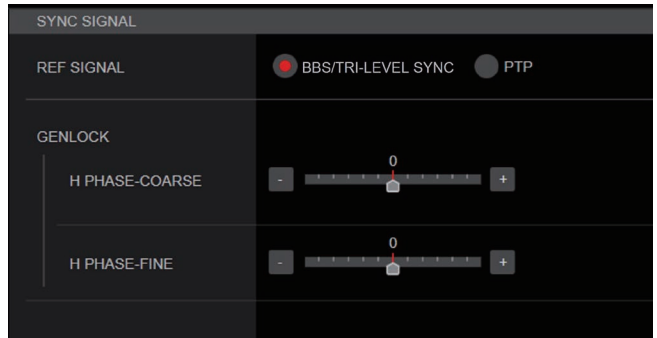 SYNC SIGNAL
REF SIGNAL BBS/TRI-LEVEL SYNC PTP
GENLOCK
0
H PHASE-COARSE - +
0
H PHASE-FINE - +